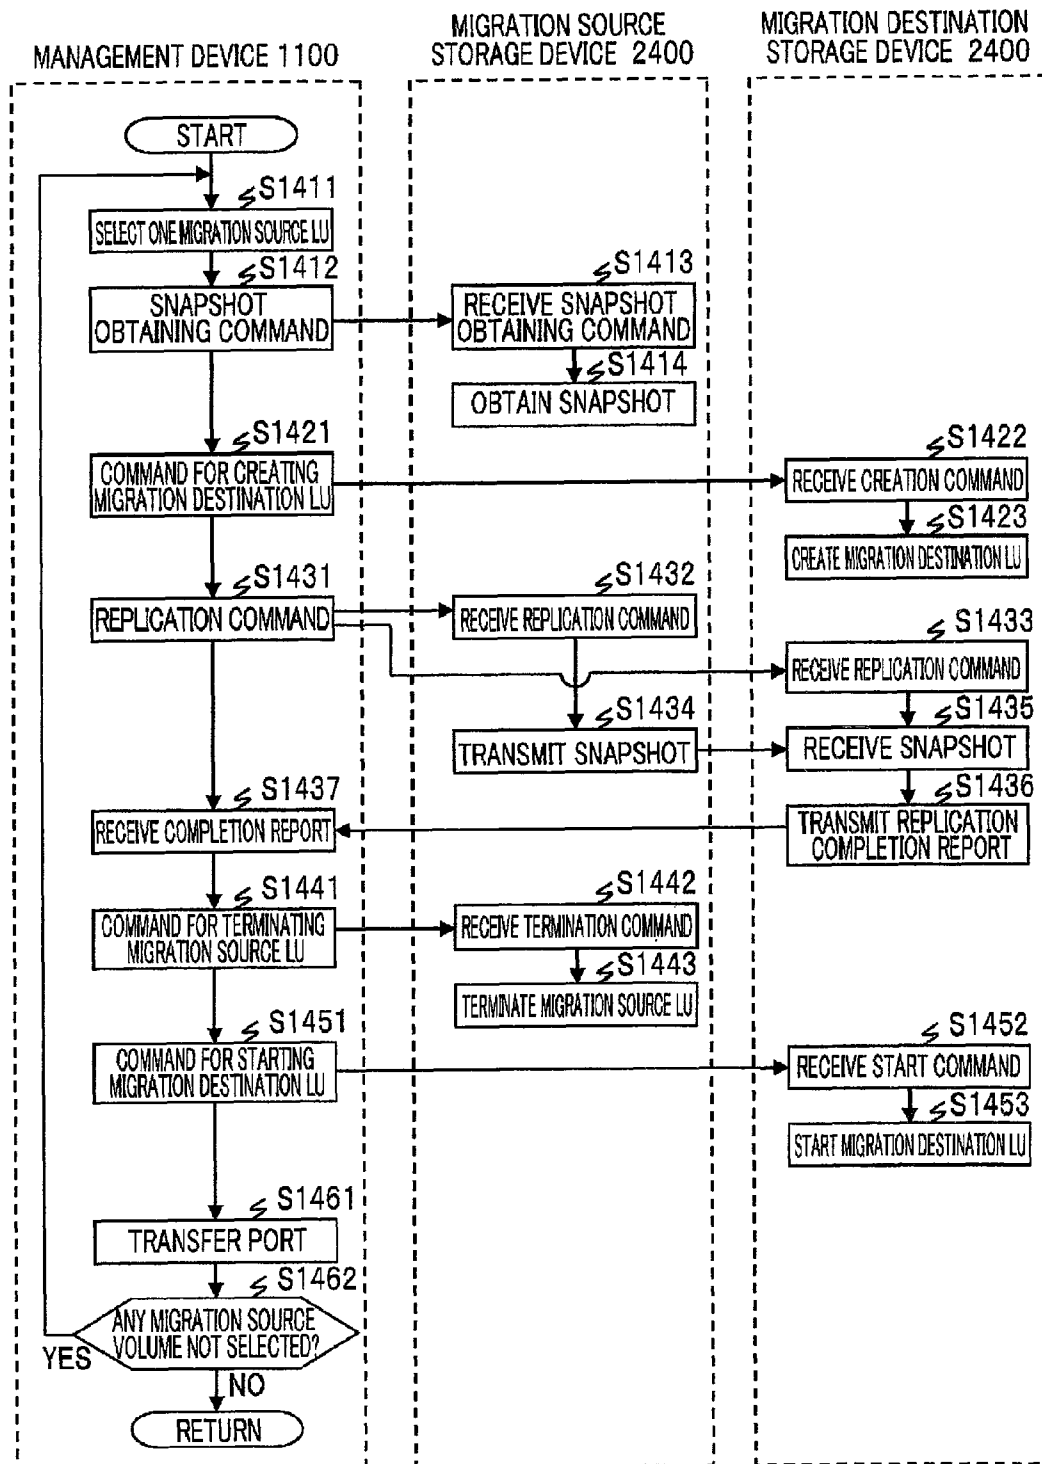 MANAGEMENT DEVICE 1100
MIGRATION SOURCE
STORAGE DEVICE 2400
MIGRATION DESTINATION
STORAGE DEVICE 2400
START
S1411
SELECT ONE MIGRATION SOURCE LU
S1412
SNAPSHOT
OBTAINING COMMAND
S1413
RECEIVE SNAPSHOT
OBTAINING COMMAND
S1414
OBTAIN SNAPSHOT
S1421
COMMAND FOR CREATING
MIGRATION DESTINATION LU
S1422
RECEIVE CREATION COMMAND
S1423
CREATE MIGRATION DESTINATION LU
S1431
REPLICATION COMMAND
S1432
RECEIVE REPLICATION COMMAND
S1433
RECEIVE REPLICATION COMMAND
S1434
TRANSMIT SNAPSHOT
S1435
RECEIVE SNAPSHOT
S1436
TRANSMIT REPLICATION
COMPLETION REPORT
S1437
RECEIVE COMPLETION REPORT
S1441
COMMAND FOR TERMINATING
MIGRATION SOURCE LU
S1442
RECEIVE TERMINATION COMMAND
S1443
TERMINATE MIGRATION SOURCE LU
S1451
COMMAND FOR STARTING
MIGRATION DESTINATION LU
S1452
RECEIVE START COMMAND
S1453
START MIGRATION DESTINATION LU
S1461
TRANSFER PORT
S1462
ANY MIGRATION SOURCE
VOLUME NOT SELECTED?
YES
NO
RETURN